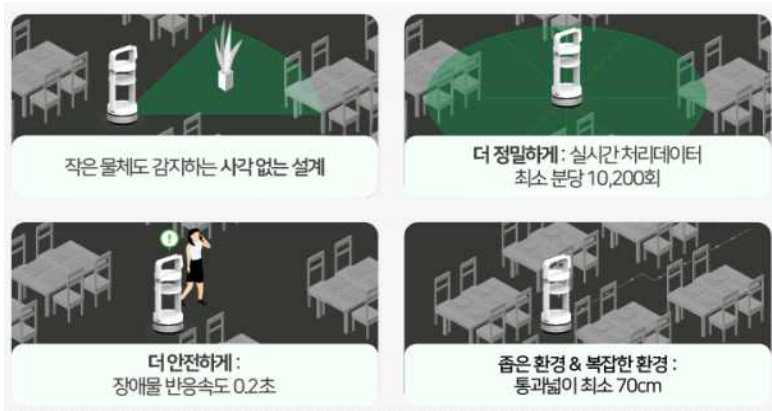 작은 물체도 감지하는 사각 없는 설계
더 정밀하게 : 실시간 처리데이터
최소 분당 10,200회
더 안전하게 :
장애물 반응속도 0.2초
좁은 환경 & 복잡한 환경 :
통과넓이 최소 70cm